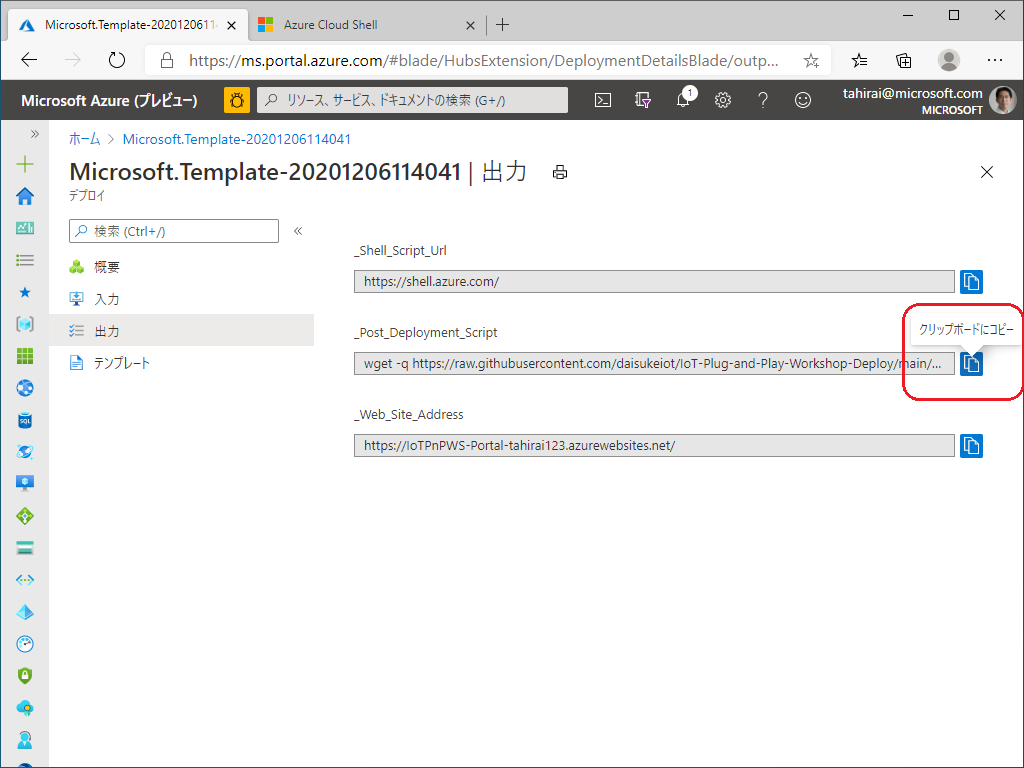 Microsoft.Template-20201206114041
Azure Cloud Shell
https://ms.portal.azure.com/#blade/HubsExtension/DeploymentDetailsBlade/outp...
Microsoft Azure (プレビュー)
リソース、サービス、ドキュメントの検索 (G+/)
1
tahirai@microsoft.com
MICROSOFT
ホーム > Microsoft.Template-20201206114041
Microsoft.Template-20201206114041 | 出力
デプロイ
検索 (Ctrl+/)
概要
入力
出力
テンプレート
_Shell_Script_Url
https://shell.azure.com/
_Post_Deployment_Script
クリップボードにコピー
wget -q https://raw.githubusercontent.com/daisukeiot/IoT-Plug-and-Play-Workshop-Deploy/main/...
_Web_Site_Address
https://IoTPnPWS-Portal-tahirai123.azurewebsites.net/
SQL